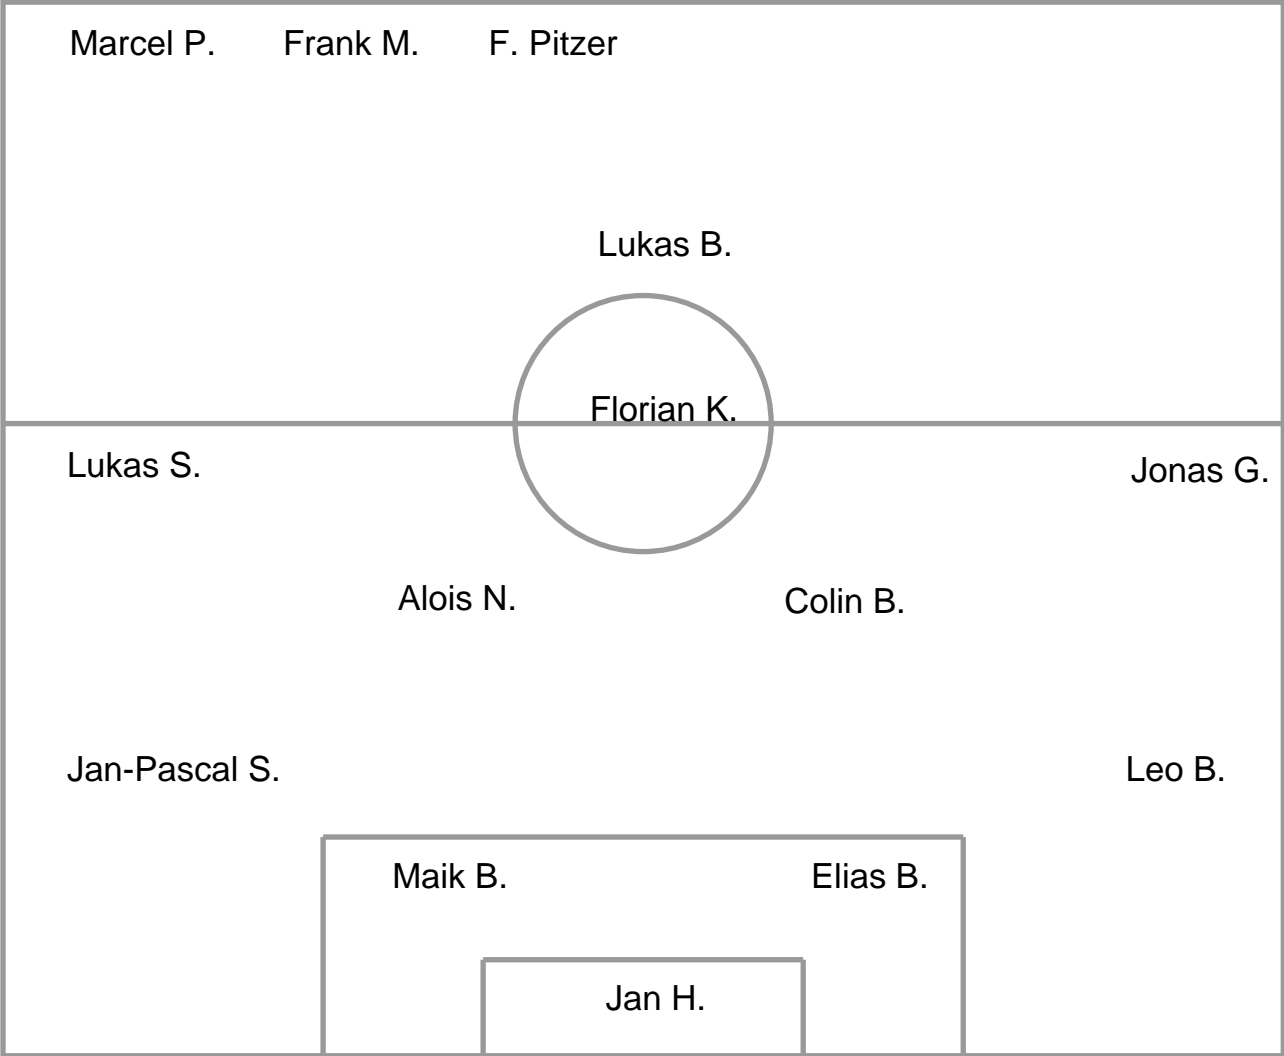 Marcel P. Frank M. F. Pitzer
Lukas B.
Florian K.
Lukas S.
Jonas G.
Alois N.
Colin B.
Jan-Pascal S.
Leo B.
Maik B.
Elias B.
Jan H.